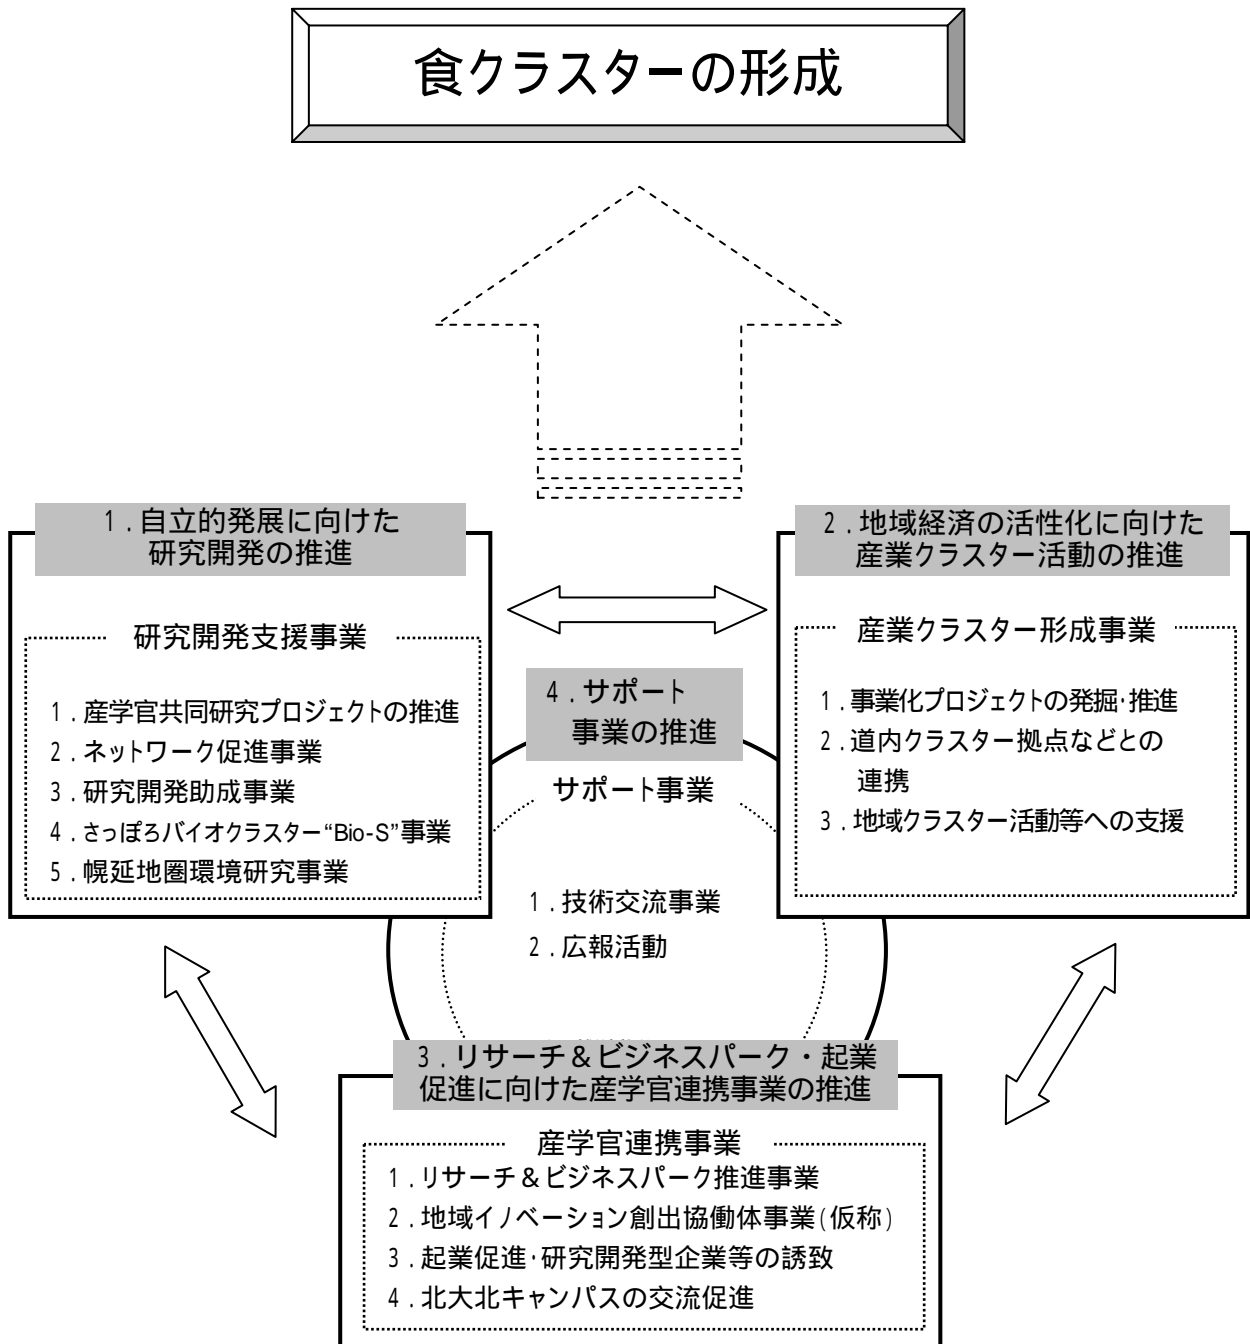 食クラスターの形成
1．自立的発展に向けた
研究開発の推進
研究開発支援事業
1．産学官共同研究プロジェクトの推進
2．ネットワーク促進事業
3．研究開発助成事業
4．さっぽろバイオクラスター“Bio-S”事業
5．幌延地圏環境研究事業
2．地域経済の活性化に向けた
産業クラスター活動の推進
産業クラスター形成事業
1．事業化プロジェクトの発掘･推進
2．道内クラスター拠点などとの
連携
3．地域クラスター活動等への支援
4．サポート
事業の推進
サポート事業
1．技術交流事業
2．広報活動
3．リサーチ＆ビジネスパーク・起業
促進に向けた産学官連携事業の推進
産学官連携事業
1．リサーチ＆ビジネスパーク推進事業
2．地域イノベーション創出協働体事業(仮称)
3．起業促進･研究開発型企業等の誘致
4．北大北キャンパスの交流促進